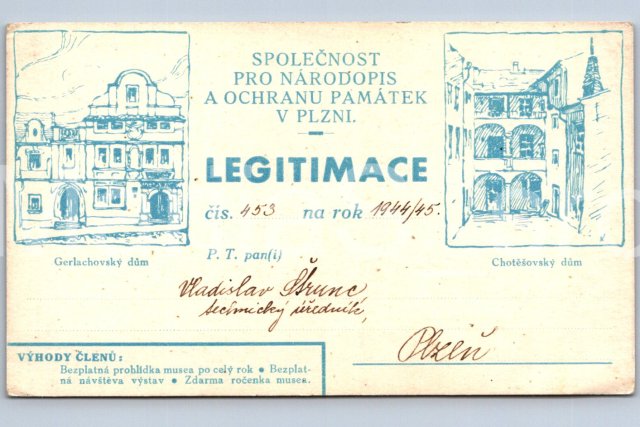 SPOLEČNOST
PRO NÁRODOPIS
A OCHRANU PAMÁTEK
V PLZNI.
LEGITIMACE
čís. 453 na rok 1944/45.
Gerlachovský dům
P. T. pan(í)
Chotěšovský dům
Vladislav Štrunc
technický úředník,
Plzeň
VÝHODY ČLENŮ:
Bezplatná prohlídka musea po celý rok • Bezplat-
ná návštěva výstav • Zdarma ročenka musea.